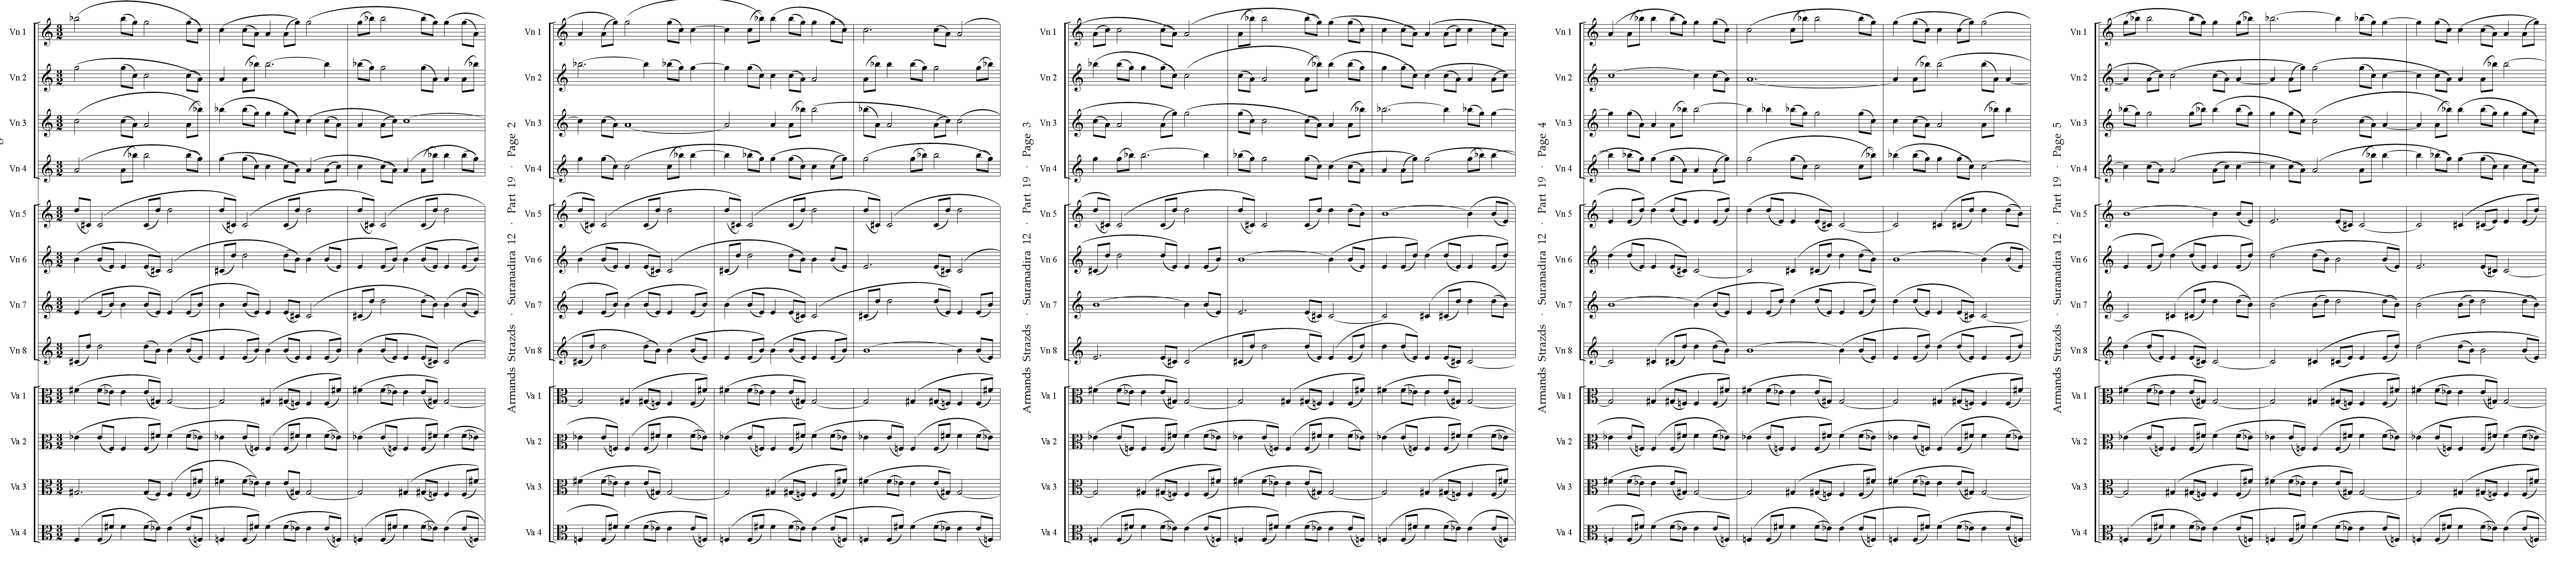 Vn 1
Vn 2
Vn 3
Vn 4
Vn 5
Vn 6
Vn 7
Vn 8
Va 1
Va 2
Va 3
Va 4
Armands Strazds · Suranadira 12 · Part 19 · Page 2
Vn 1
Vn 2
Vn 3
Vn 4
Vn 5
Vn 6
Vn 7
Vn 8
Va 1
Va 2
Va 3
Va 4
Armands Strazds · Suranadira 12 · Part 19 · Page 3
Vn 1
Vn 2
Vn 3
Vn 4
Vn 5
Vn 6
Vn 7
Vn 8
Va 1
Va 2
Va 3
Va 4
Armands Strazds · Suranadira 12 · Part 19 · Page 4
Vn 1
Vn 2
Vn 3
Vn 4
Vn 5
Vn 6
Vn 7
Vn 8
Va 1
Va 2
Va 3
Va 4
Armands Strazds · Suranadira 12 · Part 19 · Page 5
Vn 1
Vn 2
Vn 3
Vn 4
Vn 5
Vn 6
Vn 7
Vn 8
Va 1
Va 2
Va 3
Va 4